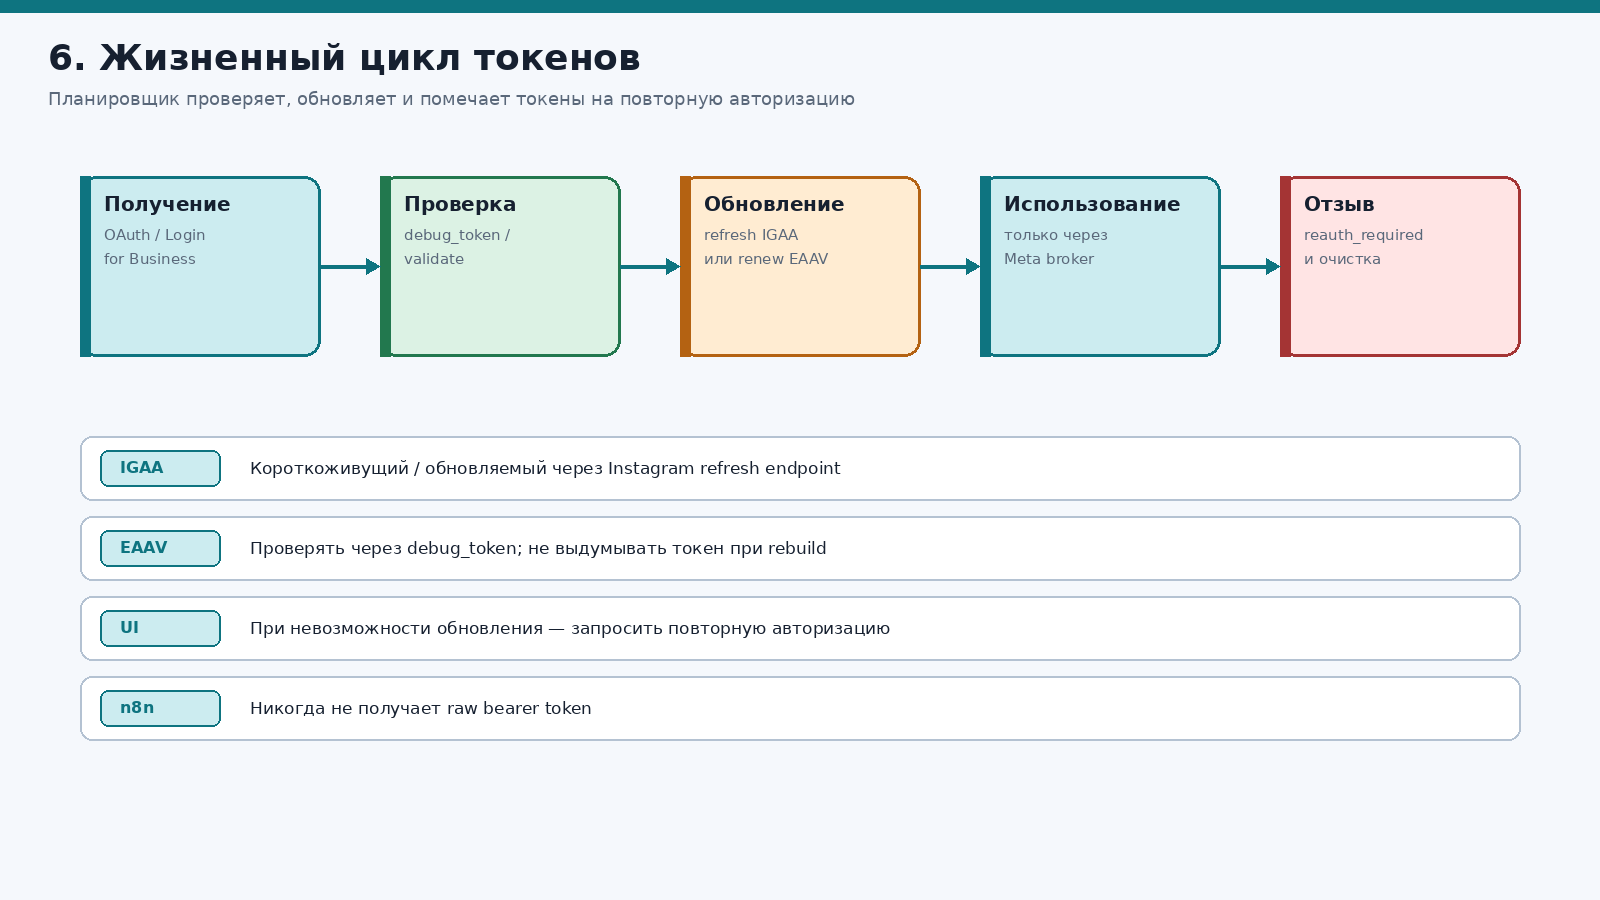 6. Жизненный цикл токенов
Планировщик проверяет, обновляет и помечает токены на повторную авторизацию
Получение
OAuth / Login
for Business
Проверка
debug_token /
validate
Обновление
refresh IGAA
или renew EAAV
Использование
только через
Meta broker
Отзыв
reauth_required
и очистка
IGAA
Короткоживущий / обновляемый через Instagram refresh endpoint
EAAV
Проверять через debug_token; не выдумывать токен при rebuild
UI
При невозможности обновления — запросить повторную авторизацию
n8n
Никогда не получает raw bearer token